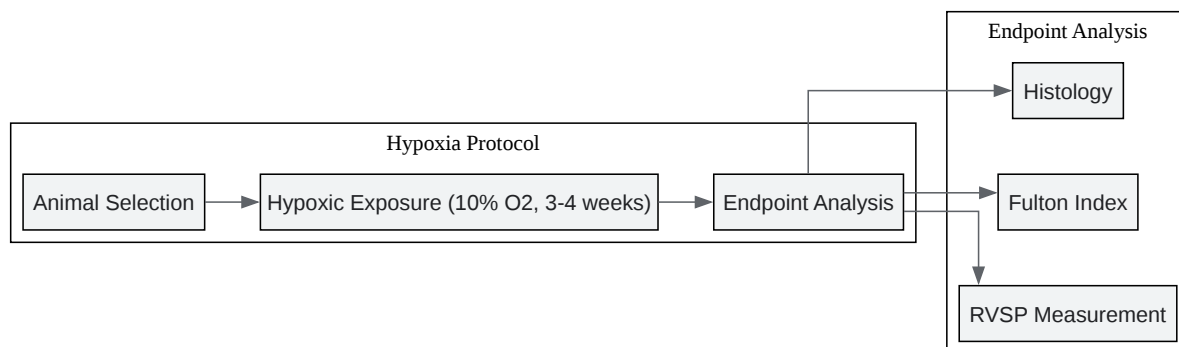 Endpoint Analysis
Histology
Hypoxia Protocol
Animal Selection
Hypoxic Exposure (10% O2, 3-4 weeks)
Endpoint Analysis
Fulton Index
RVSP Measurement